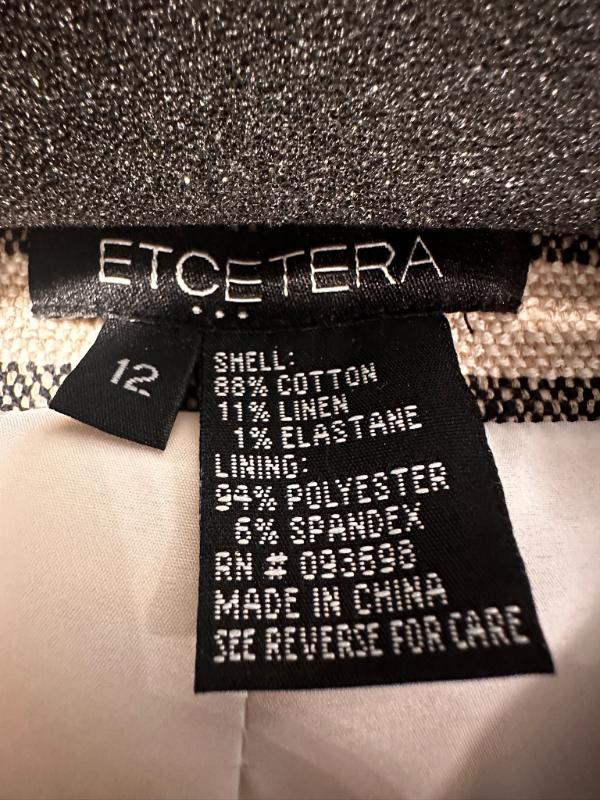 ETCETERA
12
SHELL:
88% COTTON
11% LINEN
1% ELASTANE
LINING:
94% POLYESTER
6% SPANDEX
RN # 093698
MADE IN CHINA
SEE REVERSE FOR CARE